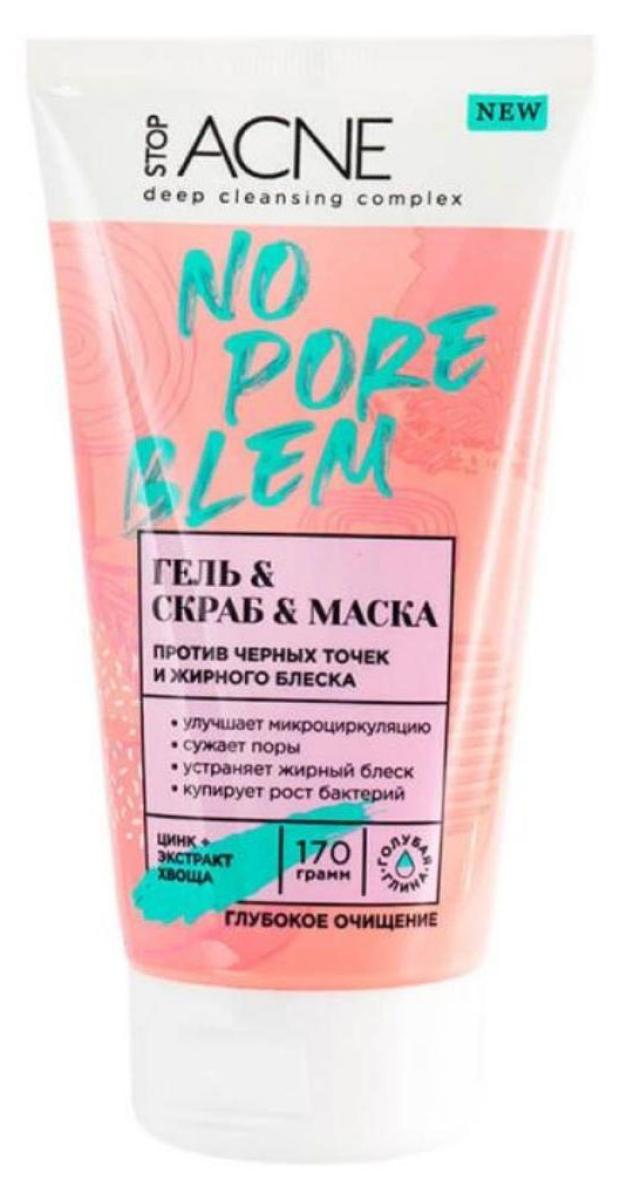 STOP ACNE
NEW
deep cleansing complex
NO
PORE
BLEM
ГЕЛЬ &
СКРАБ & МАСКА
ПРОТИВ ЧЕРНЫХ ТОЧЕК
И ЖИРНОГО БЛЕСКА
• улучшает микроциркуляцию
• сужает поры
• устраняет жирный блеск
• купирует рост бактерий
ЦИНК +
ЭКСТРАКТ
ХВОЩА
170
грамм
ГОЛУБАЯ ГЛИНА
ГЛУБОКОЕ ОЧИЩЕНИЕ